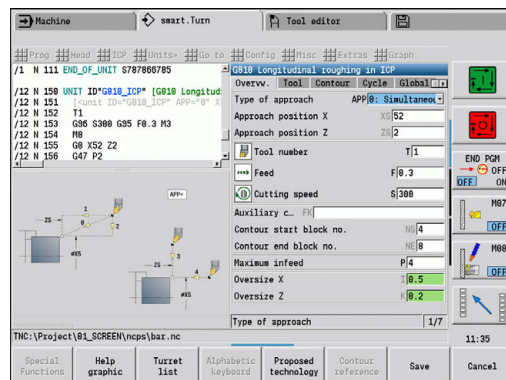 Machine
smart.Turn
Tool editor
Prog
Head
ICP
Units»
Go to
Config
Misc
Extras
Graph.
/1 N 111 END_OF_UNIT S787866785
/12 N 150 UNIT ID"G810_ICP" [G810 Longitud
/12 N 151 [<unit ID="G810_ICP" APP="0" X
/12 N 152 T1
/12 N 153 G96 S300 G95 F0.3 M3
/12 N 154 M8
/12 N 155 G0 X52 Z2
/12 N 156 G47 P2
G810 Longitudinal roughing in ICP
Overvw.
Tool
Contour
Cycle
Global
Type of approach APP 0: Simultaneou
Approach position X XS 52
Approach position Z ZS 2
Tool number T 1
Feed F 0.3
Cutting speed S 300
Auxiliary c… FK
Contour start block no. NS 4
Contour end block no. NE 8
Maximum infeed P 4
Oversize X I 0.5
Oversize Z K 0.2
Type of approach 1/7
APP=
1
ZS
0
2
øXS
3
ZS
4
øXS
TNC:\Project\01_SCREEN\ncps\bar.nc
END PGM
OFF
OFF ON
M07
OFF
M08
OFF
11:35
Special Functions
Help graphic
Turret list
Alphabetic keyboard
Proposed technology
Contour reference
Save
Cancel